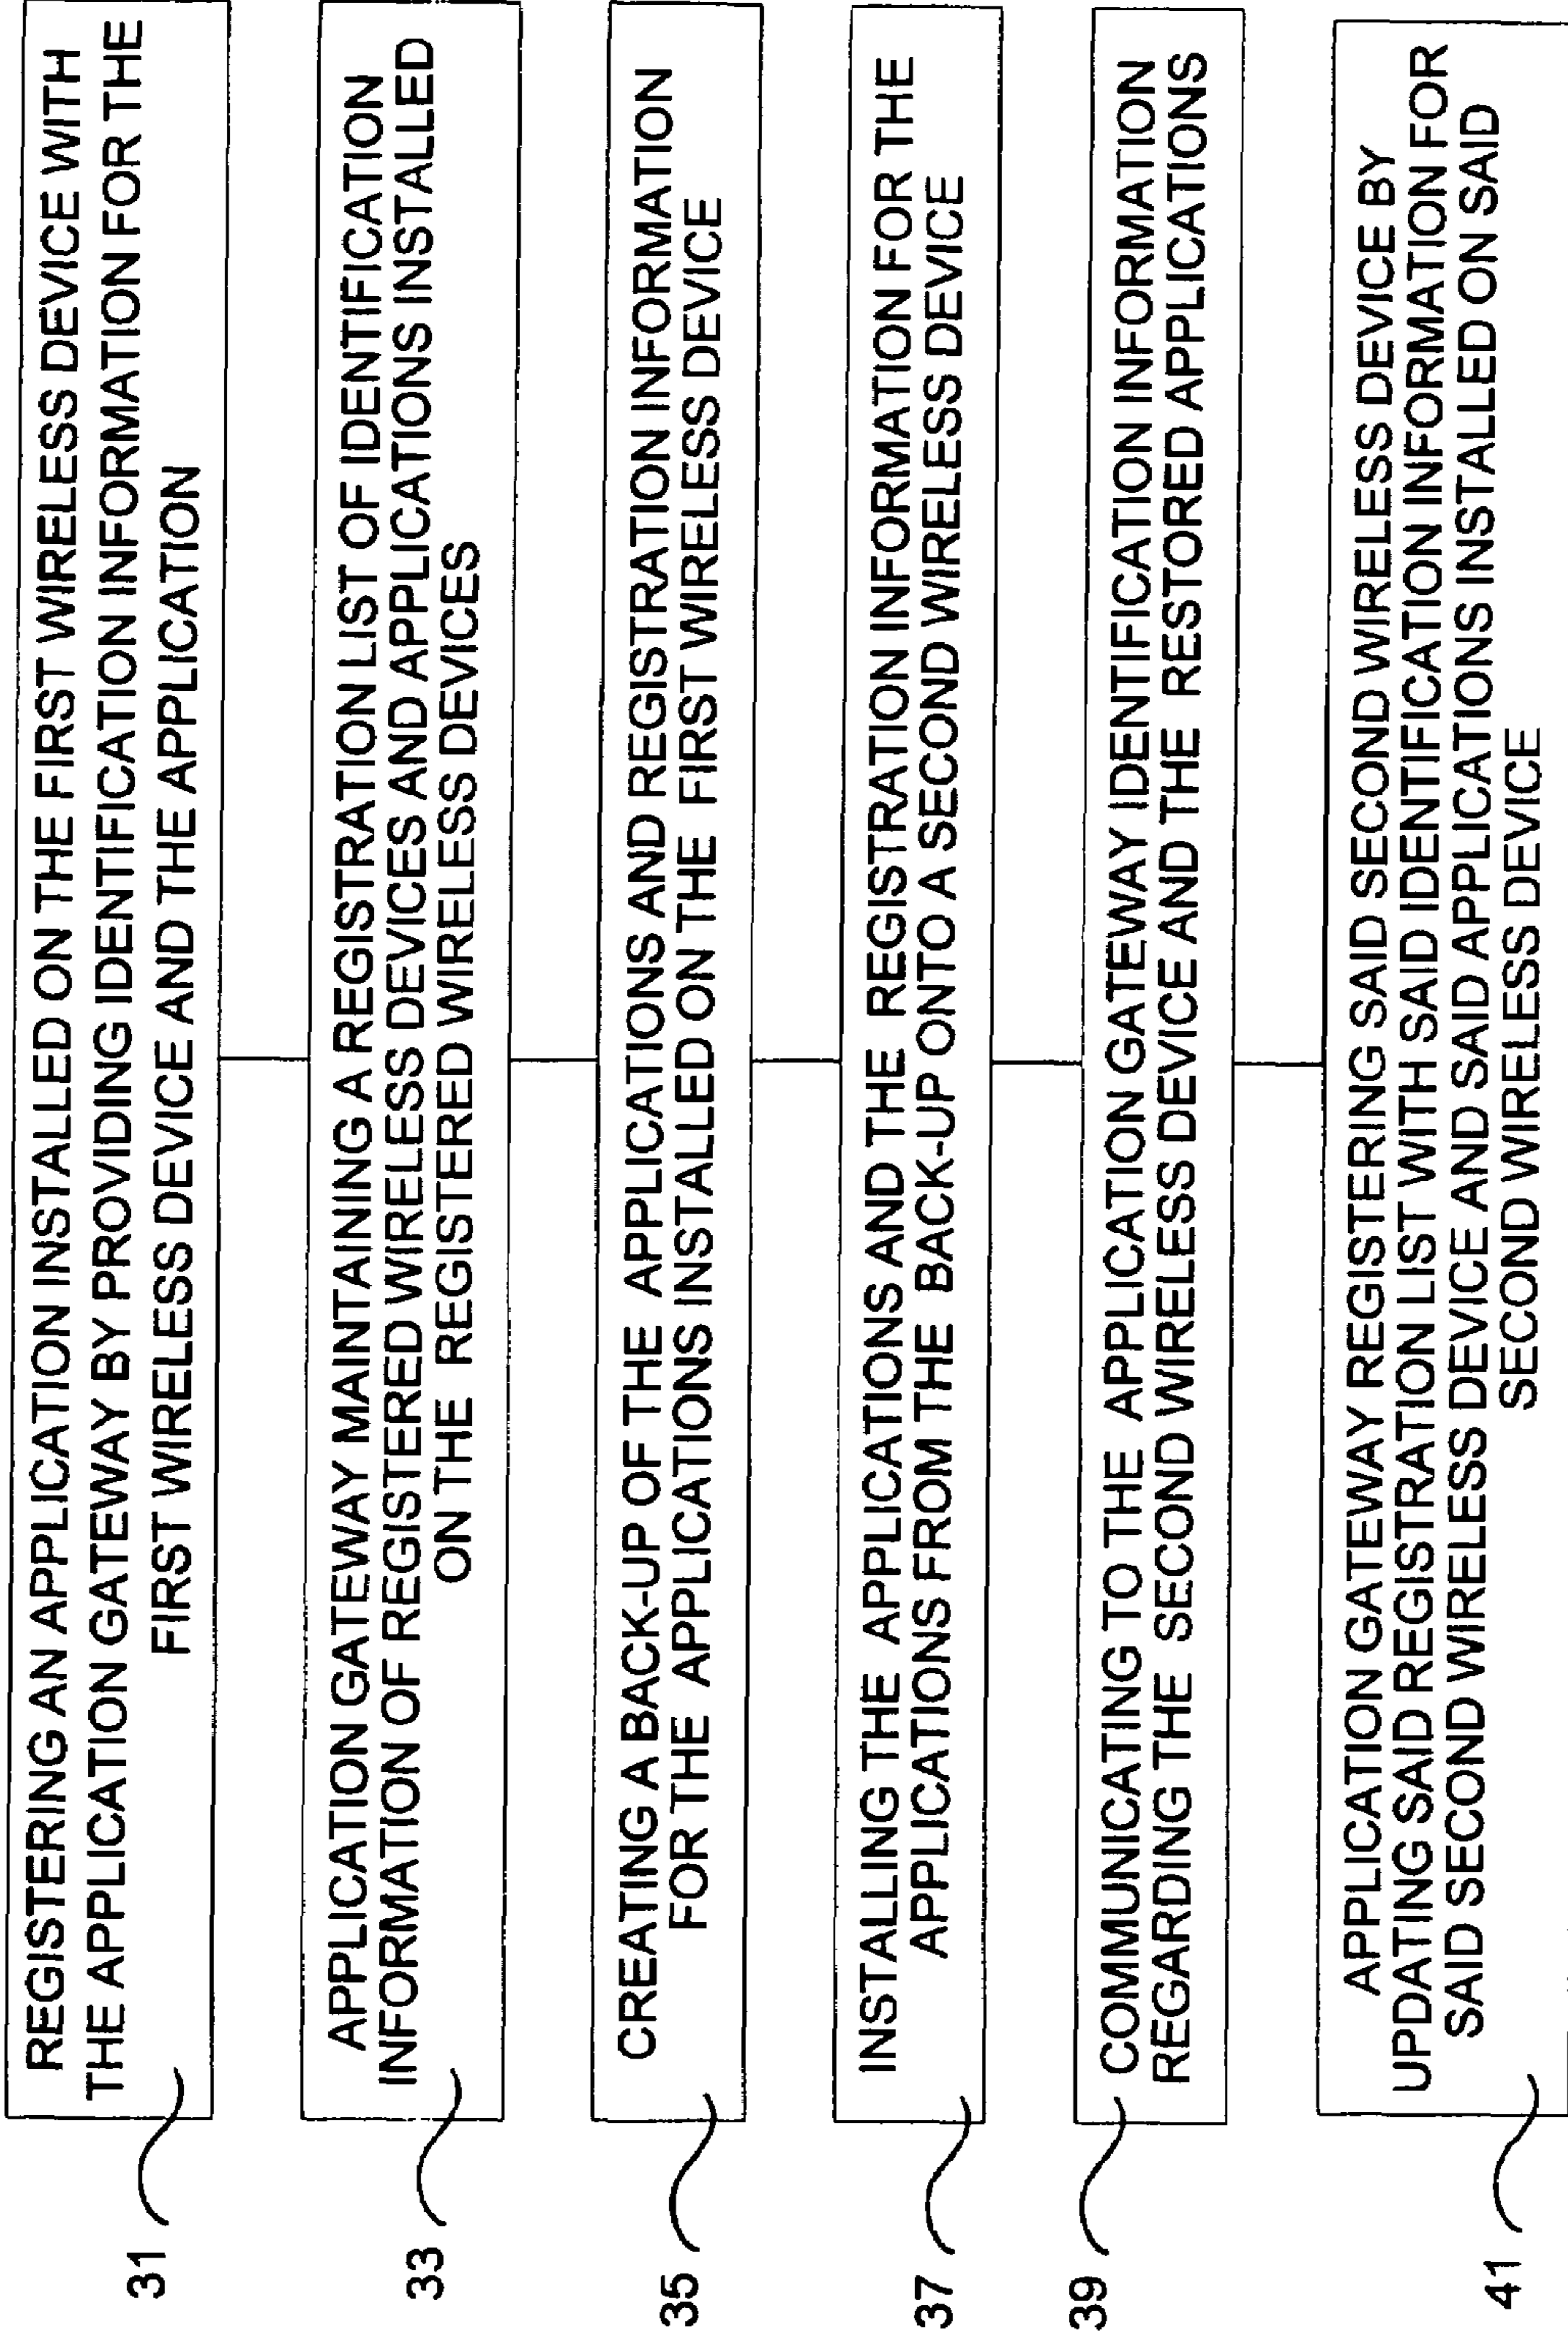 31
REGISTERING AN APPLICATION INSTALLED ON THE FIRST WIRELESS DEVICE WITH
THE APPLICATION GATEWAY BY PROVIDING IDENTIFICATION INFORMATION FOR THE
FIRST WIRELESS DEVICE AND THE APPLICATION
33
APPLICATION GATEWAY MAINTAINING A REGISTRATION LIST OF IDENTIFICATION
INFORMATION OF REGISTERED WIRELESS DEVICES AND APPLICATIONS INSTALLED
ON THE REGISTERED WIRELESS DEVICES
35
CREATING A BACK-UP OF THE APPLICATIONS AND REGISTRATION INFORMATION
FOR THE APPLICATIONS INSTALLED ON THE FIRST WIRELESS DEVICE
37
INSTALLING THE APPLICATIONS AND THE REGISTRATION INFORMATION FOR THE
APPLICATIONS FROM THE BACK-UP ONTO A SECOND WIRELESS DEVICE
39
COMMUNICATING TO THE APPLICATION GATEWAY IDENTIFICATION INFORMATION
REGARDING THE SECOND WIRELESS DEVICE AND THE RESTORED APPLICATIONS
41
APPLICATION GATEWAY REGISTERING SAID SECOND WIRELESS DEVICE BY
UPDATING SAID REGISTRATION LIST WITH SAID IDENTIFICATION INFORMATION FOR
SAID SECOND WIRELESS DEVICE AND SAID APPLICATIONS INSTALLED ON SAID
SECOND WIRELESS DEVICE